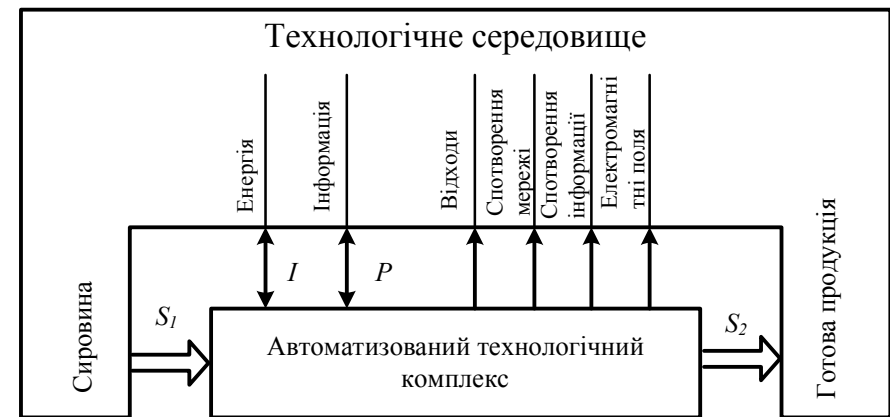 Технологічне середовище
Енергія
Інформація
Відходи
Спотворення
мережі
Спотворення
інформації
Електромагні
тні поля
I
P
Сировина
S1
Автоматизований технологічний
комплекс
S2
Готова продукція